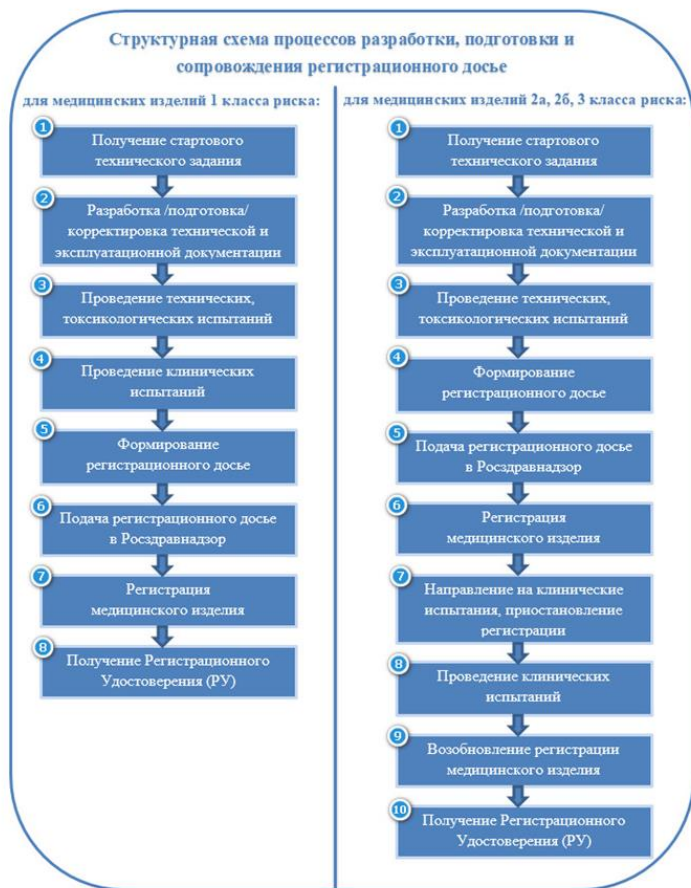 Структурная схема процессов разработки, подготовки и
сопровождения регистрационного досье
для медицинских изделий 1 класса риска:
1
Получение стартового
технического задания
2
Разработка /подготовка/
корректировка технической и
эксплуатационной документации
3
Проведение технических,
токсикологических испытаний
4
Проведение клинических
испытаний
5
Формирование
регистрационного досье
6
Подача регистрационного досье
в Росздравнадзор
7
Регистрация
медицинского изделия
8
Получение Регистрационного
Удостоверения (РУ)
для медицинских изделий 2а, 2б, 3 класса риска:
1
Получение стартового
технического задания
2
Разработка /подготовка/
корректировка технической и
эксплуатационной документации
3
Проведение технических,
токсикологических испытаний
4
Формирование
регистрационного досье
5
Подача регистрационного досье
в Росздравнадзор
6
Регистрация
медицинского изделия
7
Направление на клинические
испытания, приостановление
регистрации
8
Проведение клинических
испытаний
9
Возобновление регистрации
медицинского изделия
10
Получение Регистрационного
Удостоверения (РУ)